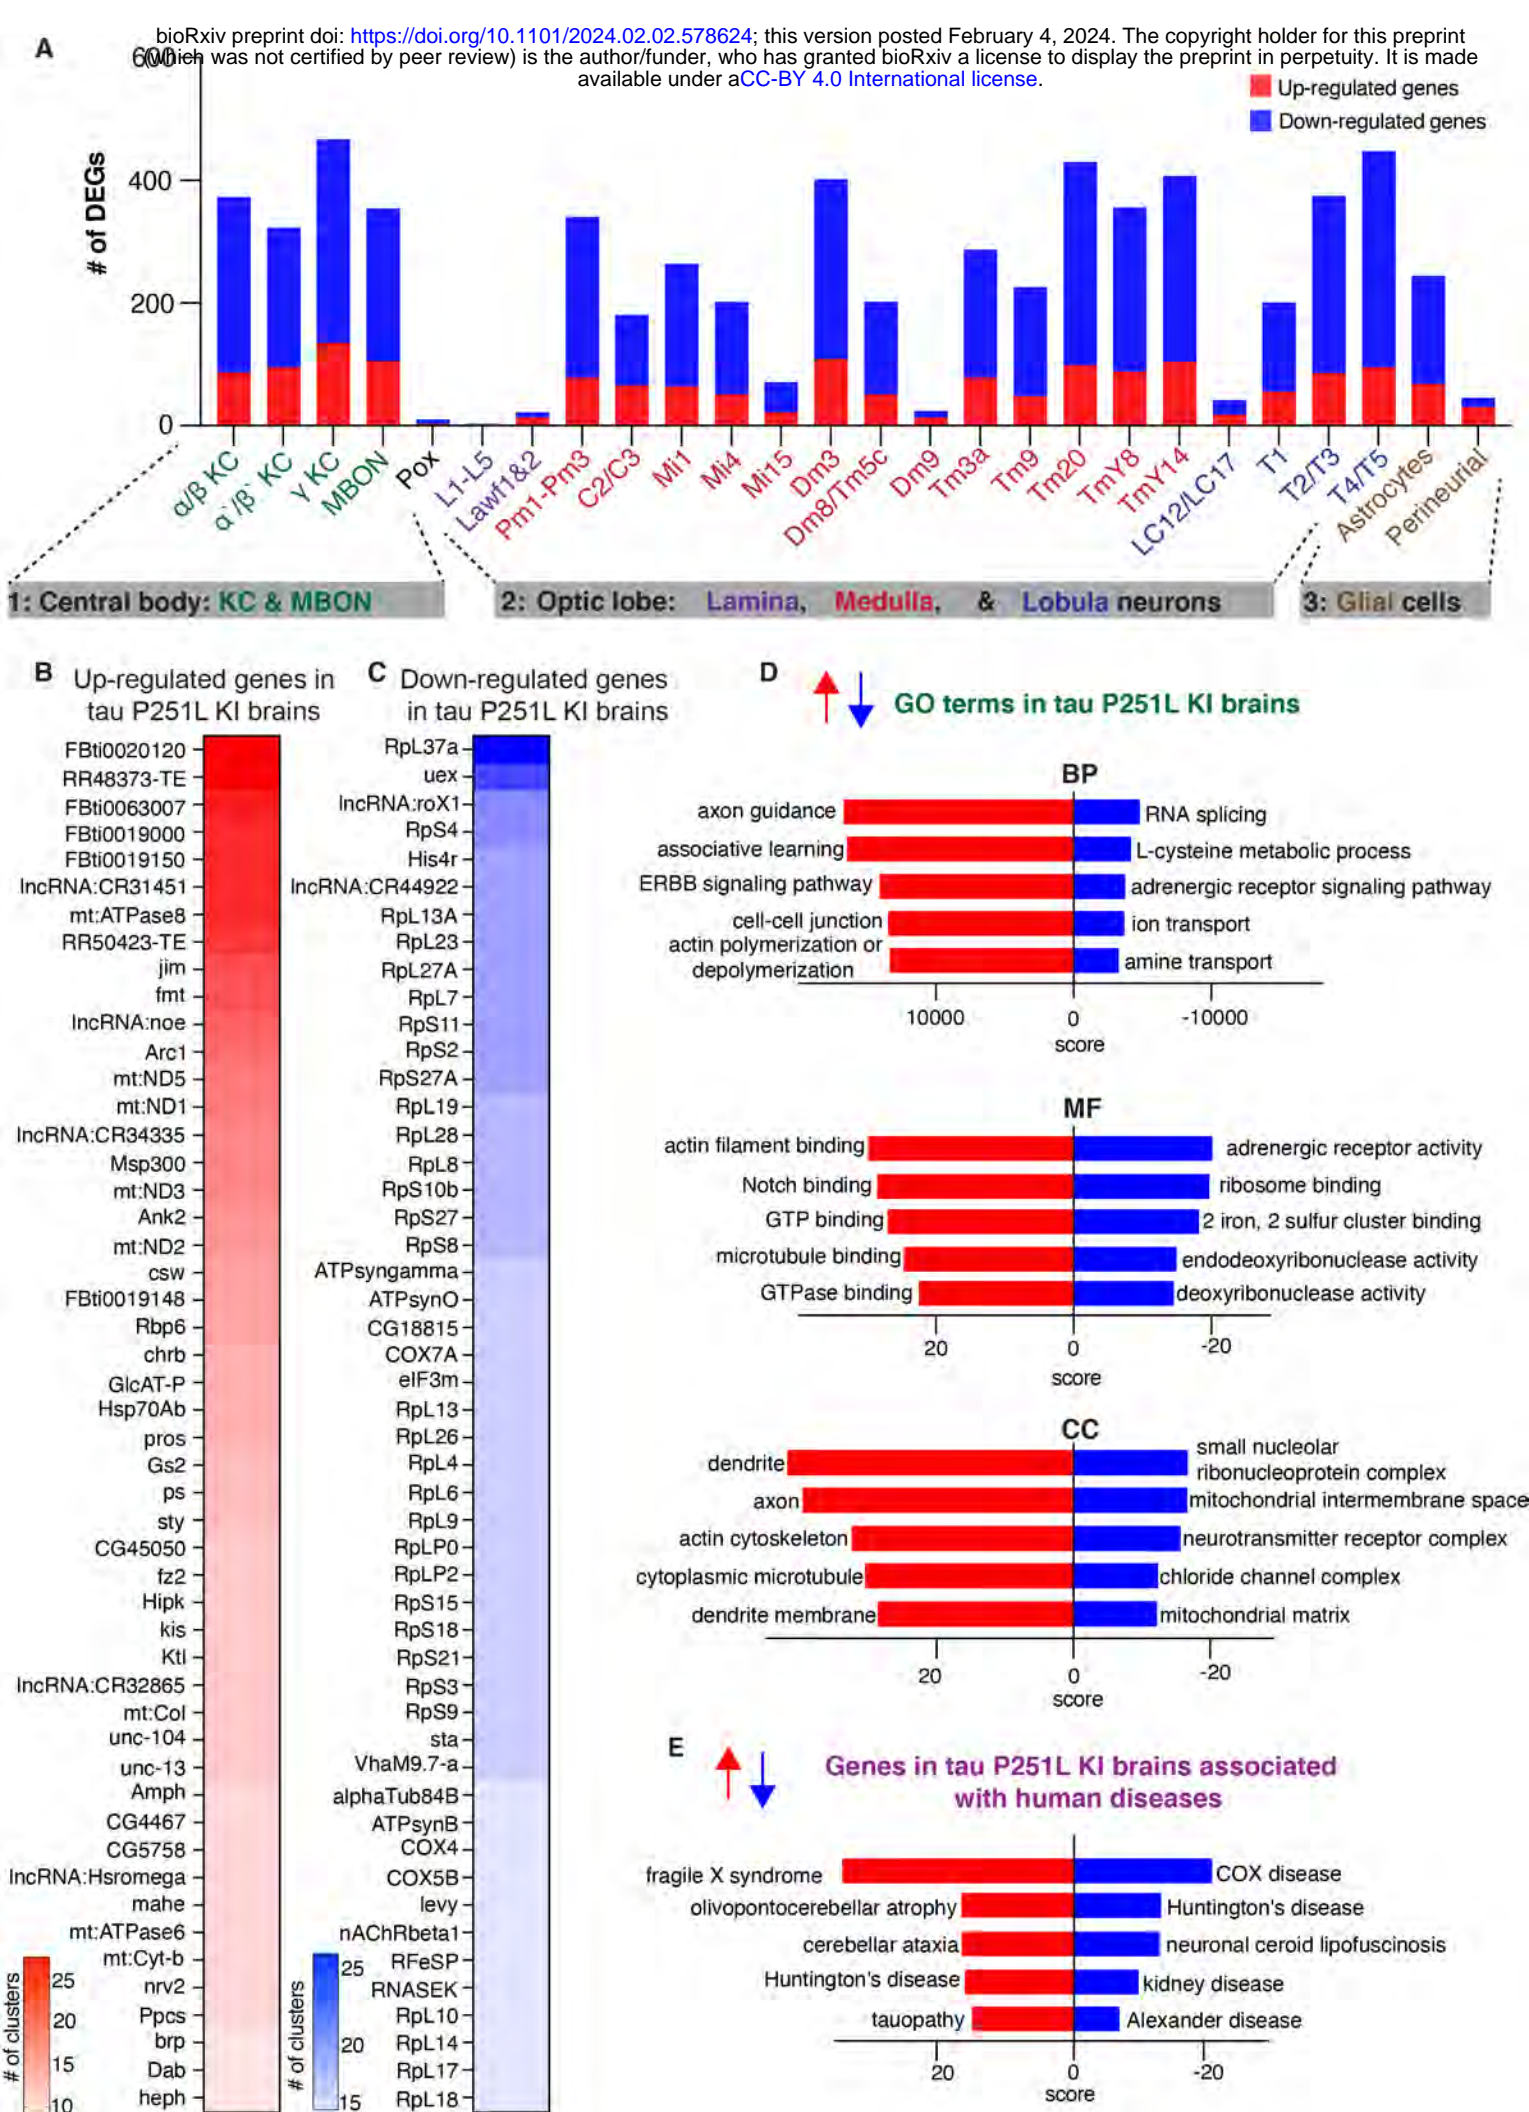 bioRxiv preprint doi: https://doi.org/10.1101/2024.02.02.578624; this version posted February 4, 2024. The copyright holder for this preprint
(which was not certified by peer review) is the author/funder, who has granted bioRxiv a license to display the preprint in perpetuity. It is made
available under aCC-BY 4.0 International license.
A
600
400
200
0
# of DEGs
Up-regulated genes
Down-regulated genes
α/β KC
α`/β` KC
γ KC
MBON
Pox
L1-L5
Lawf1&2
Pm1-Pm3
C2/C3
Mi1
Mi4
Mi15
Dm3
Dm8/Tm5c
Dm9
Tm3a
Tm9
Tm20
TmY8
TmY14
LC12/LC17
T1
T2/T3
T4/T5
Astrocytes
Perineurial
1: Central body: KC & MBON
2: Optic lobe: Lamina, Medulla, & Lobula neurons
3: Glial cells
B
Up-regulated genes in
tau P251L KI brains
FBti0020120
RR48373-TE
FBti0063007
FBti0019000
FBti0019150
lncRNA:CR31451
mt:ATPase8
RR50423-TE
jim
fmt
lncRNA:noe
Arc1
mt:ND5
mt:ND1
lncRNA:CR34335
Msp300
mt:ND3
Ank2
mt:ND2
csw
FBti0019148
Rbp6
chrb
GlcAT-P
Hsp70Ab
pros
Gs2
ps
sty
CG45050
fz2
Hipk
kis
Ktl
lncRNA:CR32865
mt:CoI
unc-104
unc-13
Amph
CG4467
CG5758
lncRNA:Hsromega
mahe
mt:ATPase6
mt:Cyt-b
nrv2
Ppcs
brp
Dab
heph
# of clusters
25
20
15
10
C
Down-regulated genes
in tau P251L KI brains
RpL37a
uex
lncRNA:roX1
RpS4
His4r
lncRNA:CR44922
RpL13A
RpL23
RpL27A
RpL7
RpS11
RpS2
RpS27A
RpL19
RpL28
RpL8
RpS10b
RpS27
RpS8
ATPsyngamma
ATPsynO
CG18815
COX7A
eIF3m
RpL13
RpL26
RpL4
RpL6
RpL9
RpLP0
RpLP2
RpS15
RpS18
RpS21
RpS3
RpS9
sta
VhaM9.7-a
alphaTub84B
ATPsynB
COX4
COX5B
levy
nAChRbeta1
RFeSP
RNASEK
RpL10
RpL14
RpL17
RpL18
# of clusters
25
20
15
D
GO terms in tau P251L KI brains
BP
axon guidance
RNA splicing
associative learning
L-cysteine metabolic process
ERBB signaling pathway
adrenergic receptor signaling pathway
cell-cell junction
ion transport
actin polymerization or
depolymerization
amine transport
10000 0 -10000
score
MF
actin filament binding
adrenergic receptor activity
Notch binding
ribosome binding
GTP binding
2 iron, 2 sulfur cluster binding
microtubule binding
endodeoxyribonuclease activity
GTPase binding
deoxyribonuclease activity
20 0 -20
score
CC
dendrite
small nucleolar
ribonucleoprotein complex
axon
mitochondrial intermembrane space
actin cytoskeleton
neurotransmitter receptor complex
cytoplasmic microtubule
chloride channel complex
dendrite membrane
mitochondrial matrix
20 0 -20
score
E
Genes in tau P251L KI brains associated
with human diseases
fragile X syndrome
COX disease
olivopontocerebellar atrophy
Huntington's disease
cerebellar ataxia
neuronal ceroid lipofuscinosis
Huntington's disease
kidney disease
tauopathy
Alexander disease
20 0 -20
score